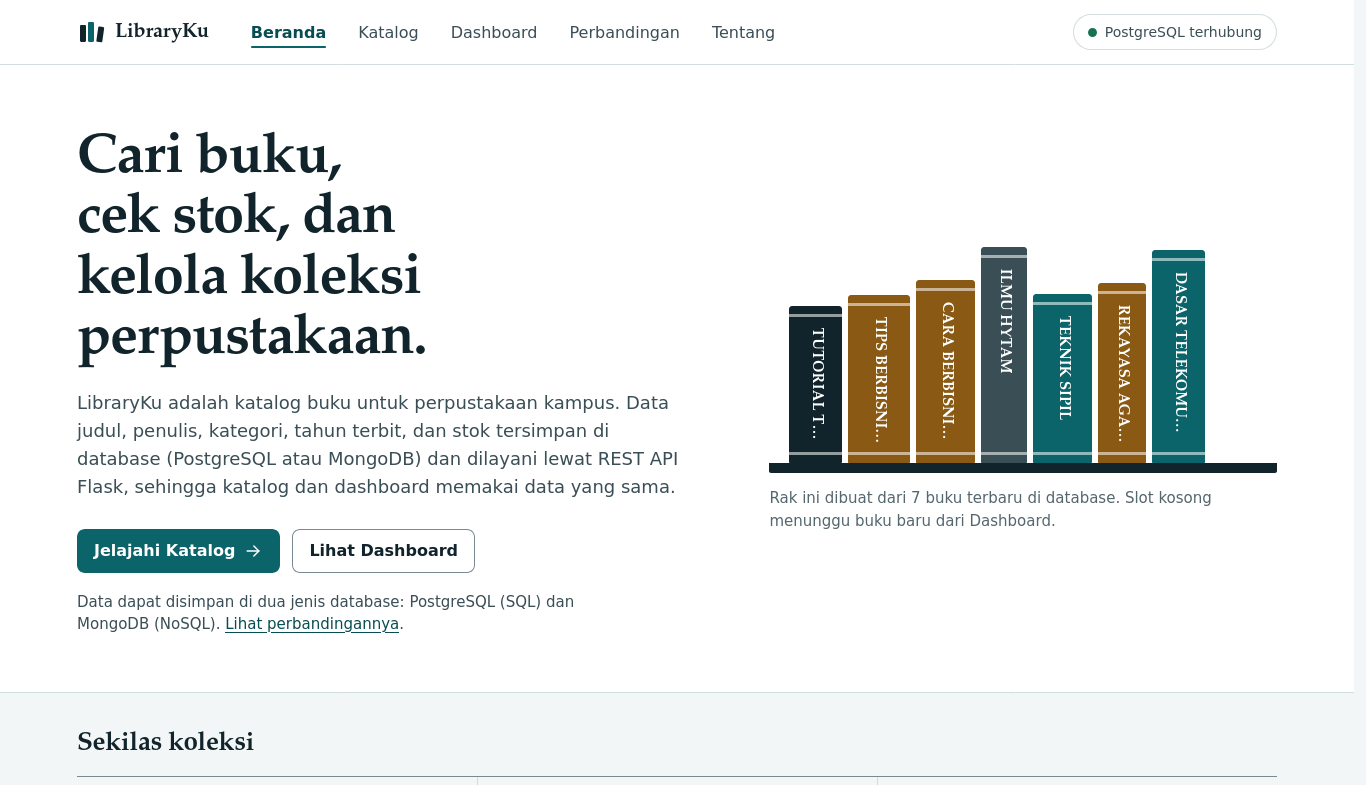 LibraryKu
Beranda
Katalog
Dashboard
Perbandingan
Tentang
PostgreSQL terhubung
Cari buku,
cek stok, dan
kelola koleksi
perpustakaan.
LibraryKu adalah katalog buku untuk perpustakaan kampus. Data
judul, penulis, kategori, tahun terbit, dan stok tersimpan di
database (PostgreSQL atau MongoDB) dan dilayani lewat REST API
Flask, sehingga katalog dan dashboard memakai data yang sama.
Jelajahi Katalog →
Lihat Dashboard
Data dapat disimpan di dua jenis database: PostgreSQL (SQL) dan
MongoDB (NoSQL). Lihat perbandingannya.
TUTORIAL T...
TIPS BERBISNI...
CARA BERBISNI...
ILMU HYTAM
TEKNIK SIPIL
REKAYASA AGA...
DASAR TELEKOMU...
Rak ini dibuat dari 7 buku terbaru di database. Slot kosong
menunggu buku baru dari Dashboard.
Sekilas koleksi